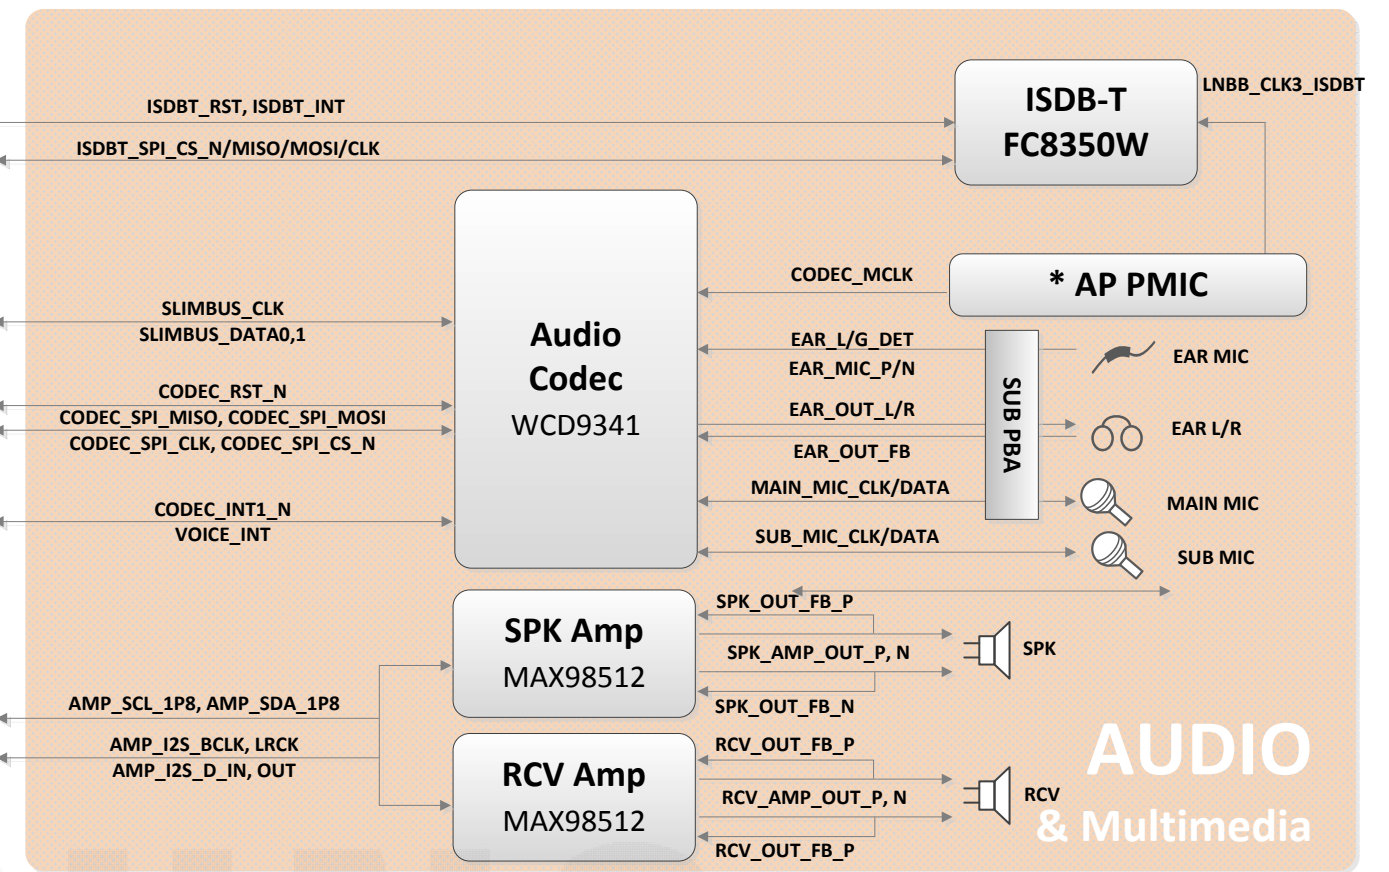 ISDBT_RST, ISDBT_INT
ISDBT_SPI_CS_N/MISO/MOSI/CLK
ISDB-T
FC8350W
LNBB_CLK3_ISDBT
* AP PMIC
CODEC_MCLK
Audio
Codec
WCD9341
SLIMBUS_CLK
SLIMBUS_DATA0,1
CODEC_RST_N
CODEC_SPI_MISO, CODEC_SPI_MOSI
CODEC_SPI_CLK, CODEC_SPI_CS_N
CODEC_INT1_N
VOICE_INT
EAR_L/G_DET
EAR_MIC_P/N
EAR_OUT_L/R
EAR_OUT_FB
MAIN_MIC_CLK/DATA
SUB_MIC_CLK/DATA
SUB PBA
EAR MIC
EAR L/R
MAIN MIC
SUB MIC
SPK Amp
MAX98512
SPK_OUT_FB_P
SPK_AMP_OUT_P, N
SPK_OUT_FB_N
SPK
AMP_SCL_1P8, AMP_SDA_1P8
AMP_I2S_BCLK, LRCK
AMP_I2S_D_IN, OUT
RCV Amp
MAX98512
RCV_OUT_FB_P
RCV_AMP_OUT_P, N
RCV_OUT_FB_P
RCV
AUDIO
& Multimedia